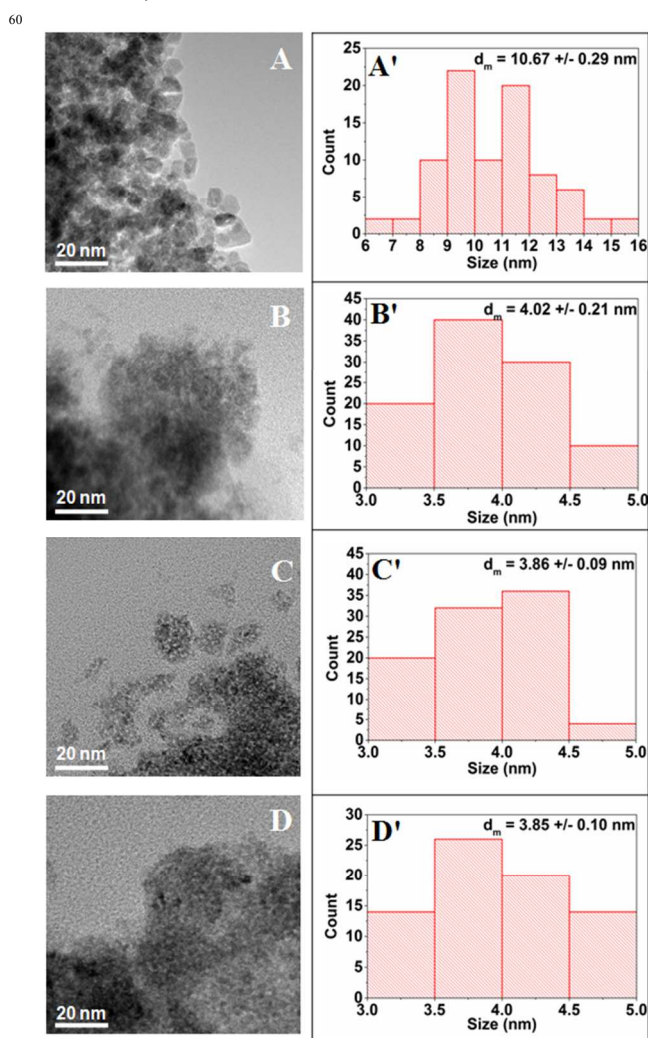 60
A
20 nm
A'
d_m = 10.67 +/- 0.29 nm
Count
25
20
15
10
5
0
6 7 8 9 10 11 12 13 14 15 16
Size (nm)
B
20 nm
B'
d_m = 4.02 +/- 0.21 nm
Count
45
40
35
30
25
20
15
10
5
0
3.0 3.5 4.0 4.5 5.0
Size (nm)
C
20 nm
C'
d_m = 3.86 +/- 0.09 nm
Count
45
40
35
30
25
20
15
10
5
0
3.0 3.5 4.0 4.5 5.0
Size (nm)
D
20 nm
D'
d_m = 3.85 +/- 0.10 nm
Count
30
25
20
15
10
5
0
3.0 3.5 4.0 4.5 5.0
Size (nm)